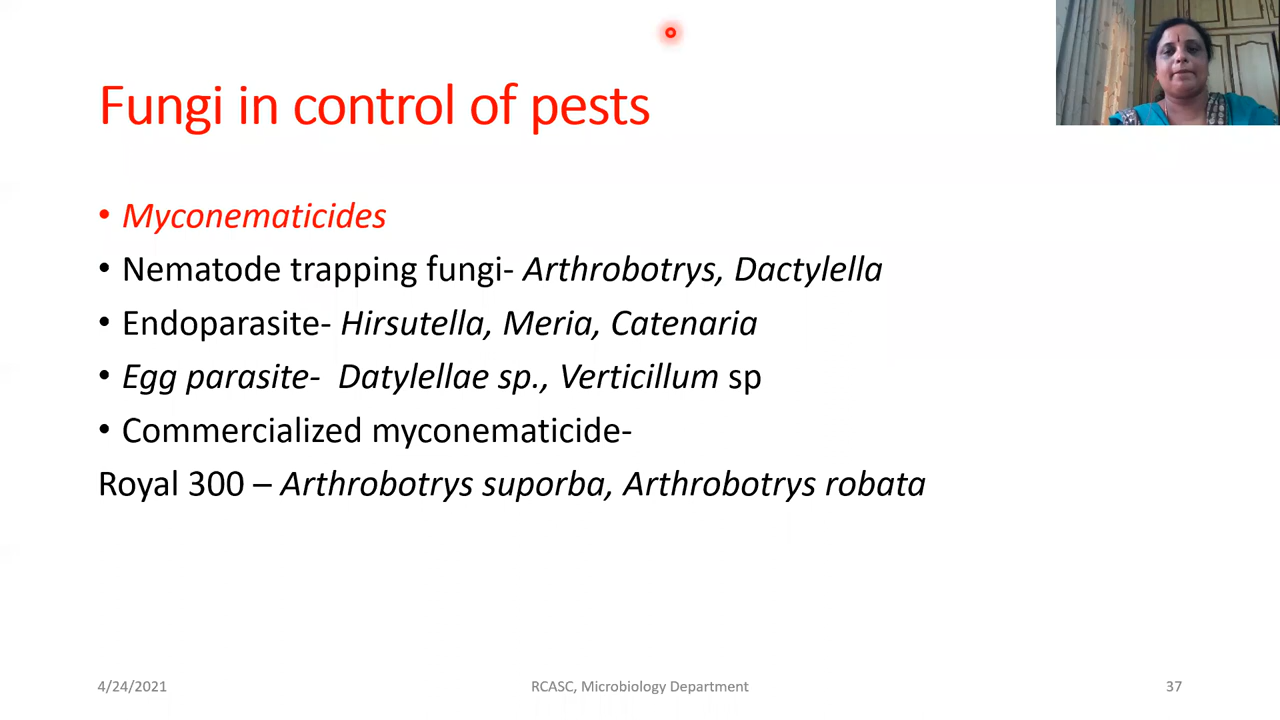 Fungi in control of pests
• Myconematicides
• Nematode trapping fungi- Arthrobotrys, Dactylella
• Endoparasite- Hirsutella, Meria, Catenaria
• Egg parasite- Datylellae sp., Verticillum sp
• Commercialized myconematicide-
Royal 300 – Arthrobotrys suporba, Arthrobotrys robata
4/24/2021
RCASC, Microbiology Department
37